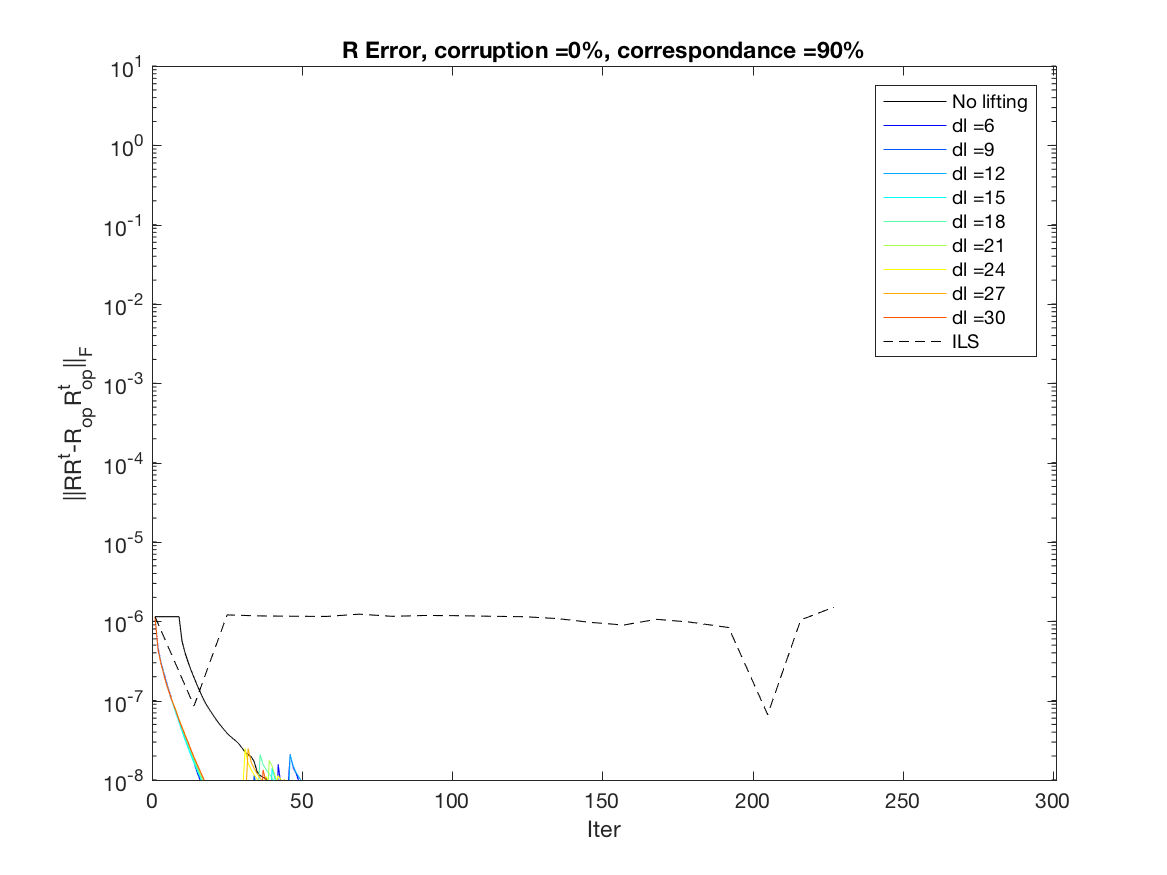 R Error, corruption =0%, correspondance =90%
10^1
10^0
10^-1
10^-2
10^-3
10^-4
10^-5
10^-6
10^-7
10^-8
||RR^t-R_op R_op^t||_F
0 50 100 150 200 250 300
Iter
No lifting
dl =6
dl =9
dl =12
dl =15
dl =18
dl =21
dl =24
dl =27
dl =30
ILS